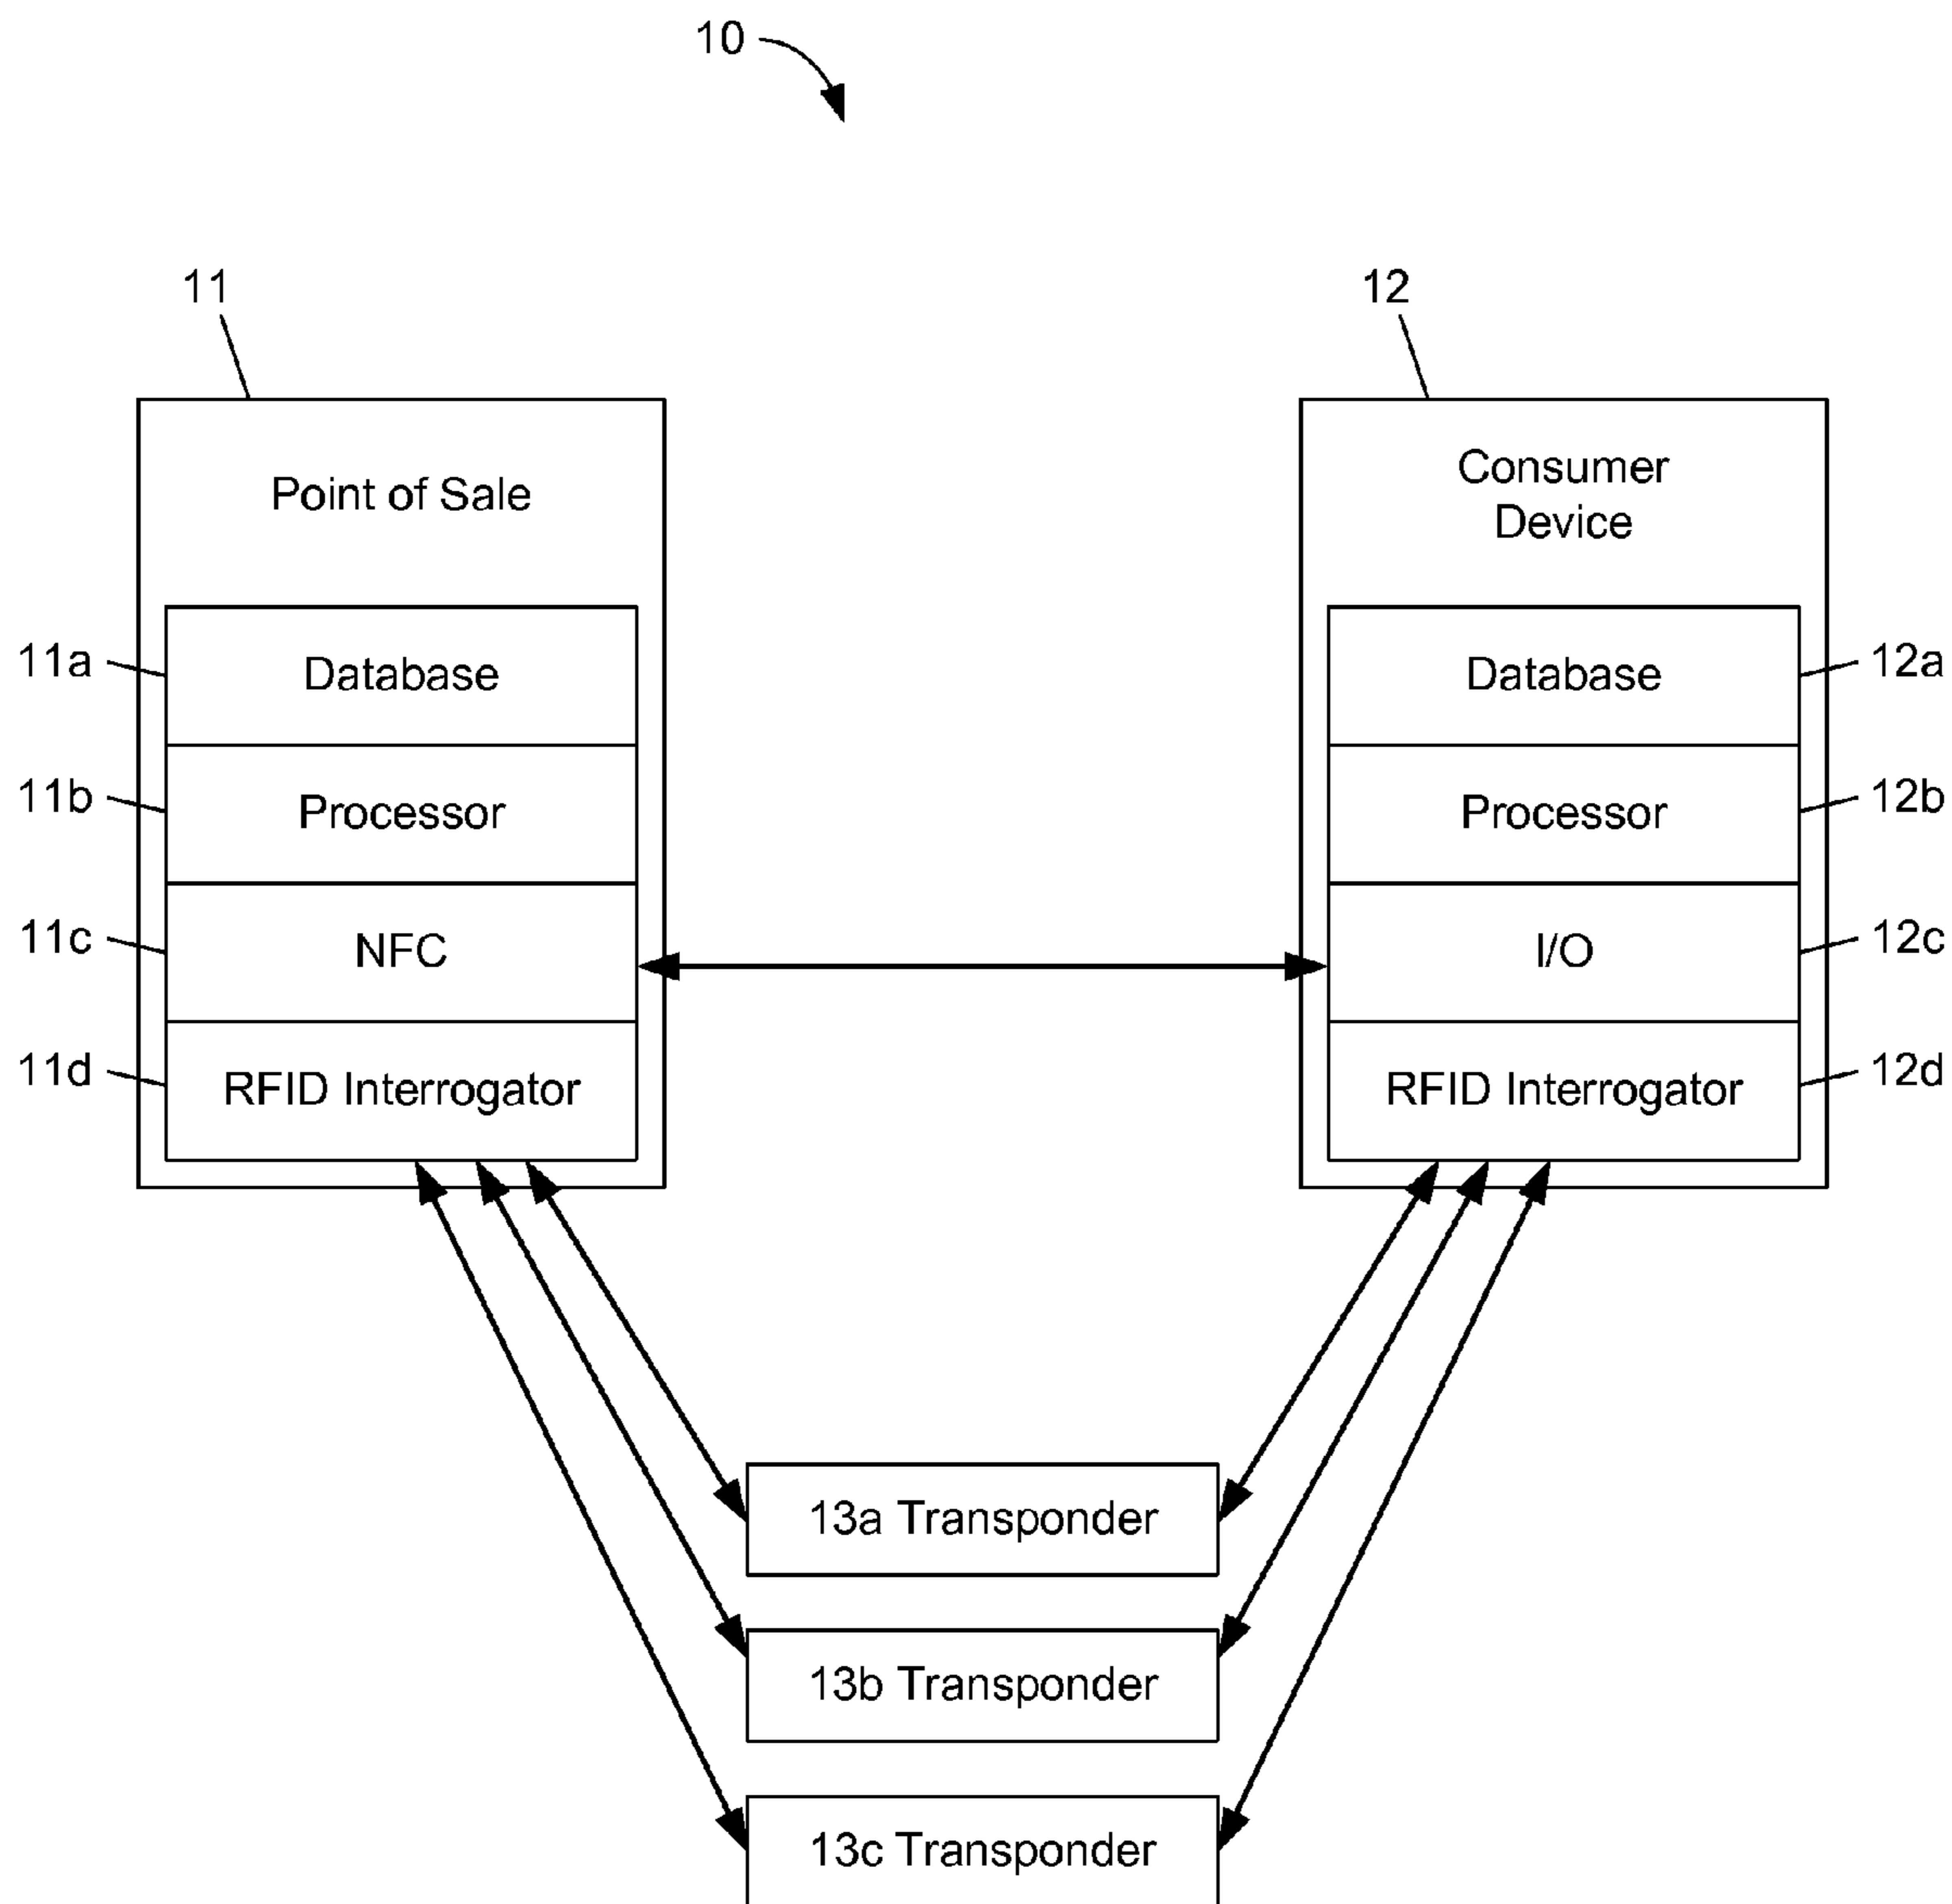 10
11
12
Point of Sale
Consumer
Device
11a
Database
Database
12a
11b
Processor
Processor
12b
11c
NFC
I/O
12c
11d
RFID Interrogator
RFID Interrogator
12d
13a Transponder
13b Transponder
13c Transponder